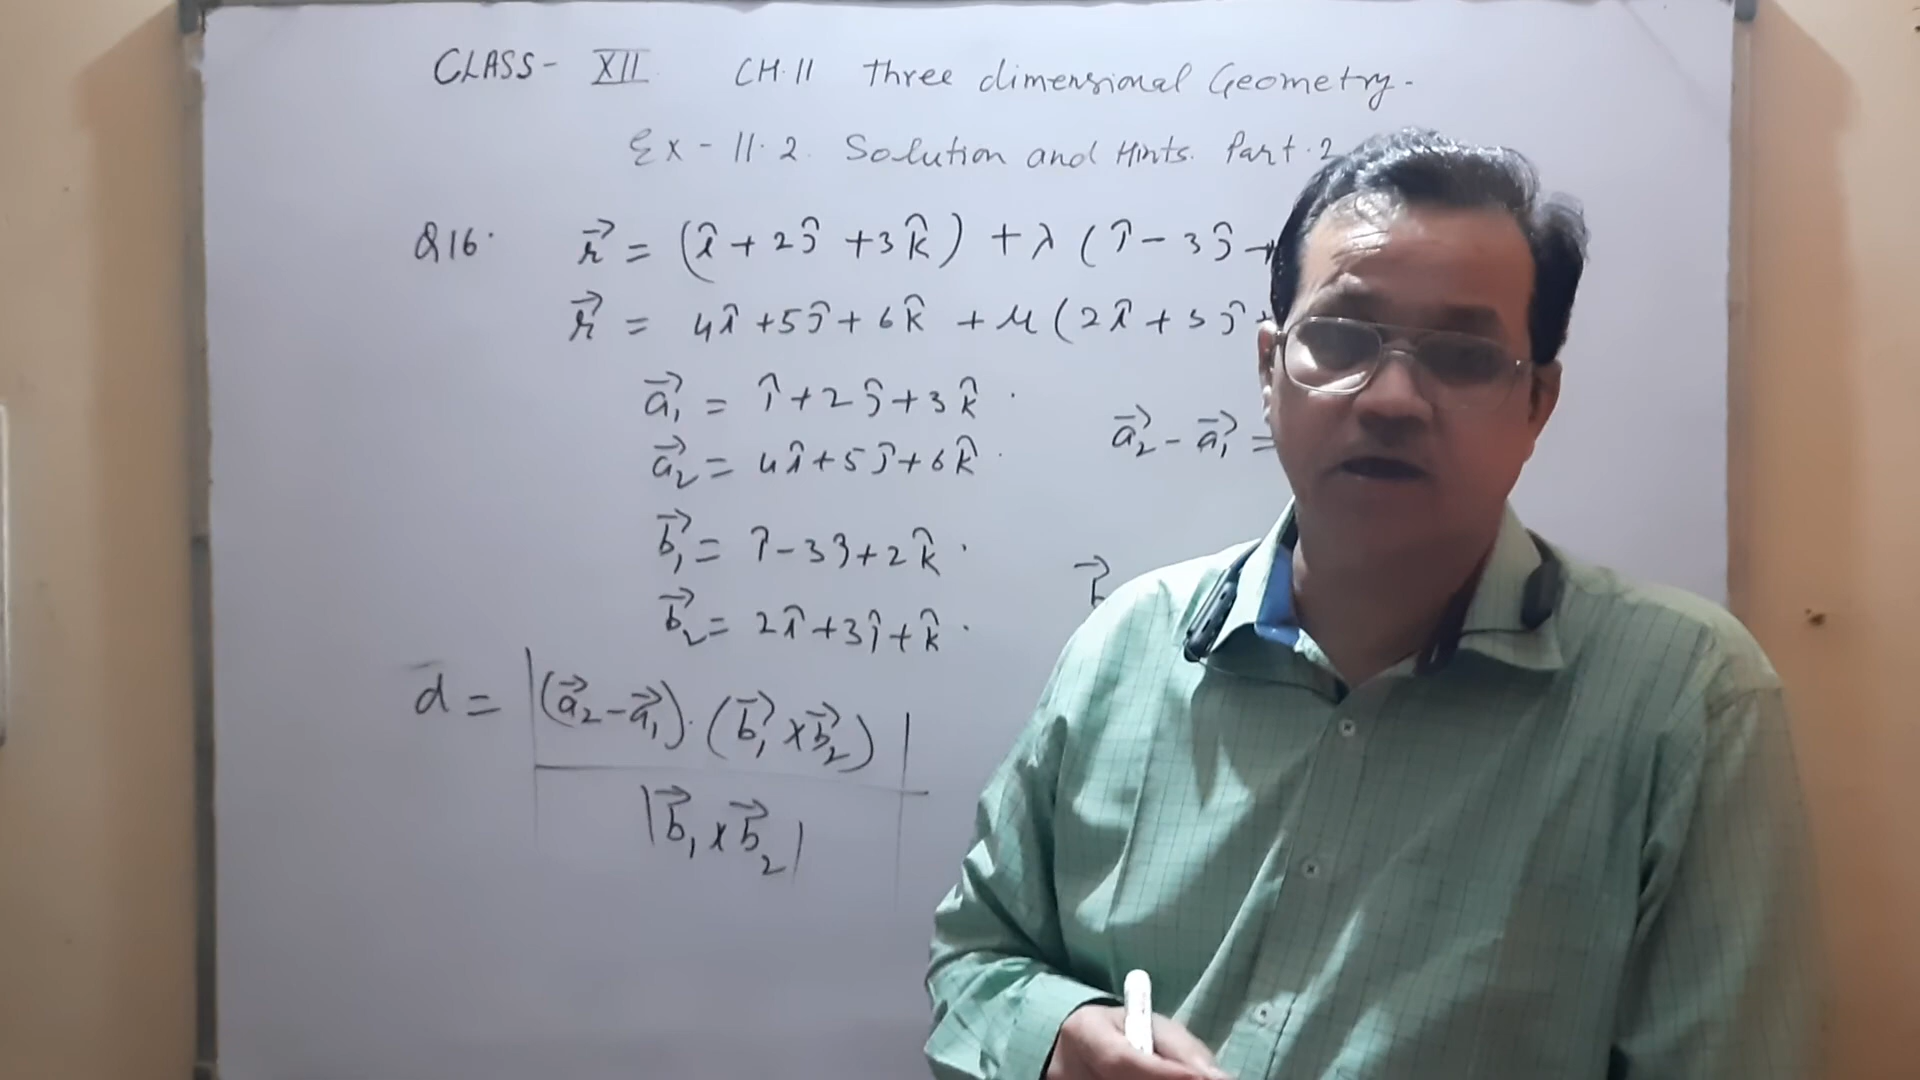 CLASS - XII CH.11 Three dimensional Geometry -
Ex - 11.2. Solution and Hints. Part.2
Q16. r⃗ = (î + 2ĵ + 3k̂) + λ (î - 3ĵ +
r⃗ = 4î + 5ĵ + 6k̂ + μ (2î + 3ĵ +
a⃗₁ = î + 2ĵ + 3k̂ .
a⃗₂ = 4î + 5ĵ + 6k̂ .
a⃗₂ - a⃗₁ =
b⃗₁ = î - 3ĵ + 2k̂ .
b⃗₂ = 2î + 3ĵ + k̂ .
d = |(a⃗₂ - a⃗₁) . (b⃗₁ × b⃗₂)|
|b⃗₁ × b⃗₂|